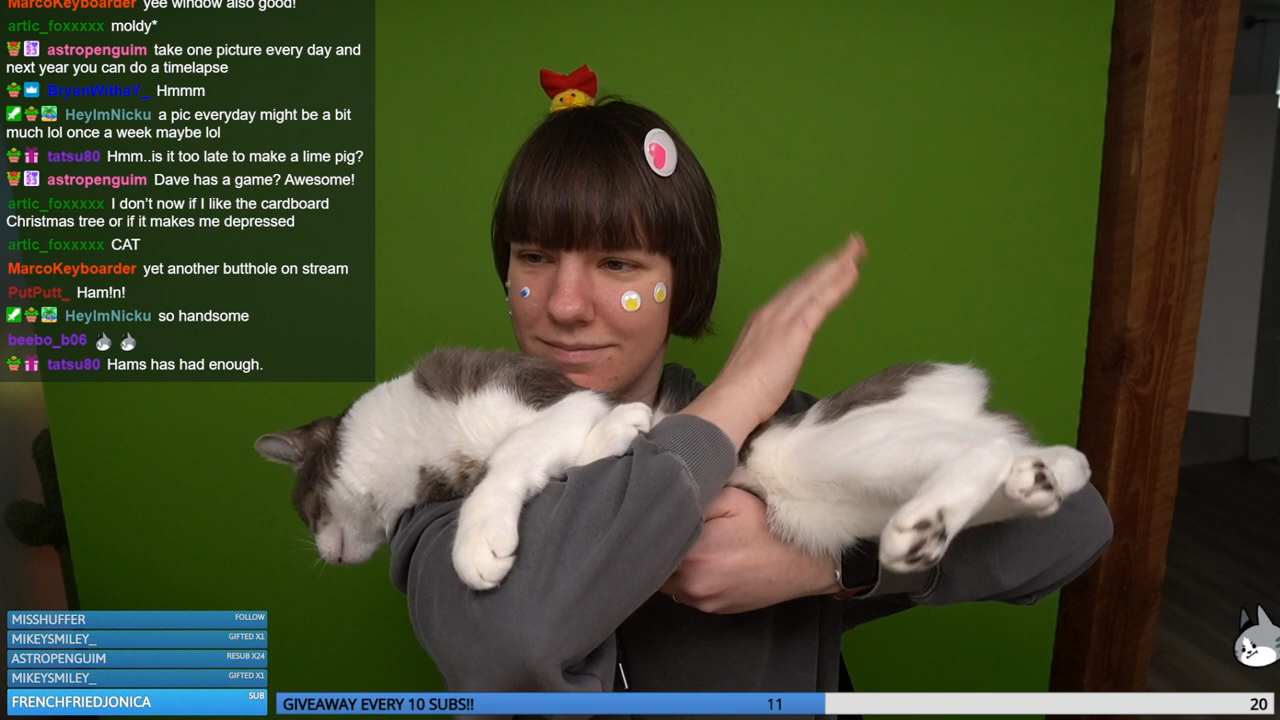 MarcoKeyboarder yee window also good!
artic_foxxxxx moldy*
astropenguim take one picture every day and
next year you can do a timelapse
BrysnWithaY_ Hmmm
HeyImNicku a pic everyday might be a bit
much lol once a week maybe lol
tatsu80 Hmm..is it too late to make a lime pig?
astropenguim Dave has a game? Awesome!
artic_foxxxxx I don't now if I like the cardboard
Christmas tree or if it makes me depressed
artic_foxxxxx CAT
MarcoKeyboarder yet another butthole on stream
PutPutt_ Ham!n!
HeyImNicku so handsome
beebo_b06
tatsu80 Hams has had enough.
MISSHUFFER FOLLOW
MIKEYSMILEY_ GIFTED X1
ASTROPENGUIM RESUB X24
MIKEYSMILEY_ GIFTED X1
FRENCHFRIEDJONICA SUB
GIVEAWAY EVERY 10 SUBS!! 11 20